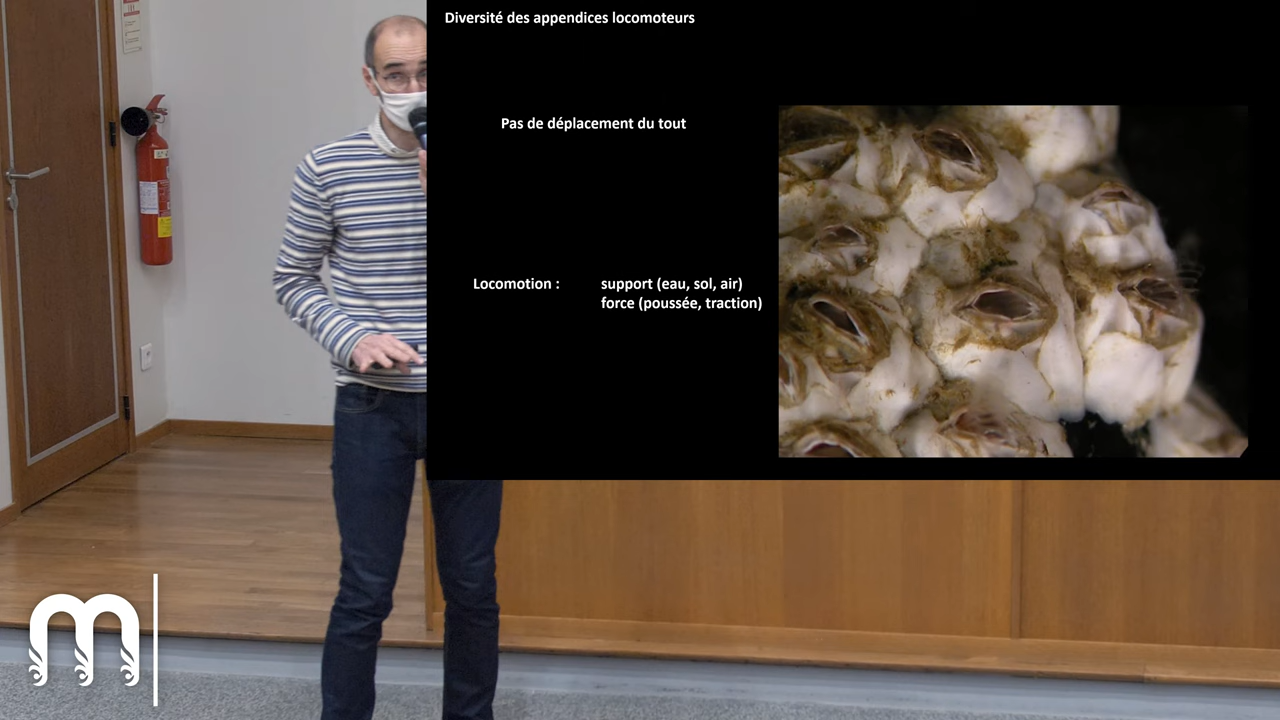 Diversité des appendices locomoteurs
Pas de déplacement du tout
Locomotion :
support (eau, sol, air)
force (poussée, traction)
m